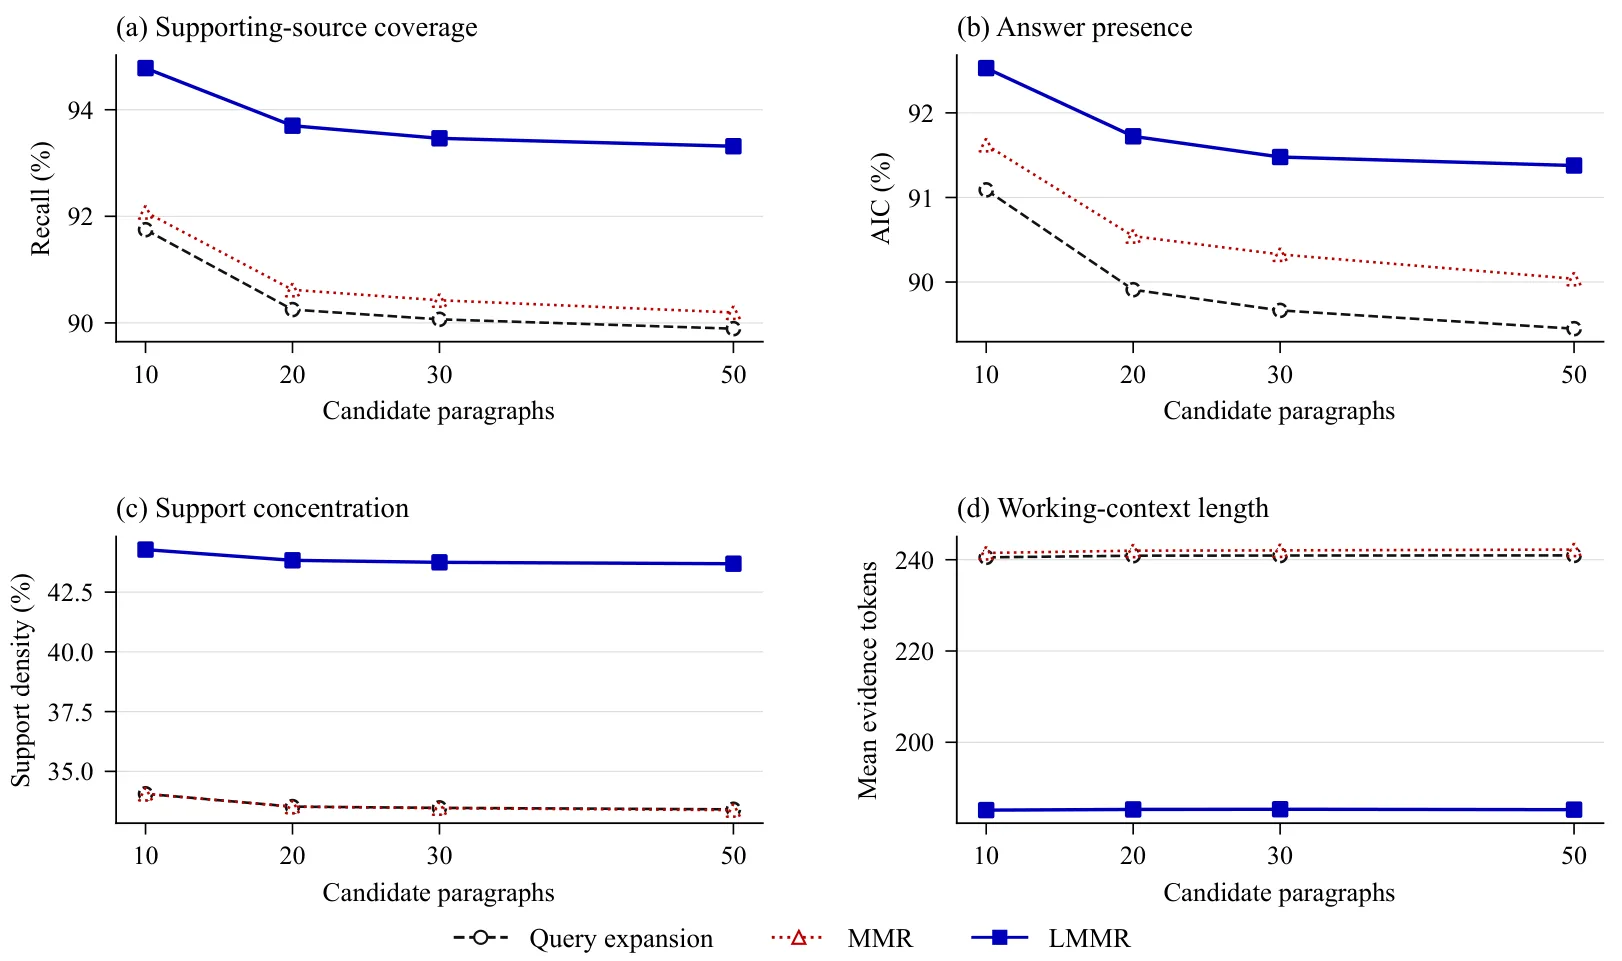 (a) Supporting-source coverage
Recall (%)
94
92
90
10 20 30 50
Candidate paragraphs
(b) Answer presence
AIC (%)
92
91
90
10 20 30 50
Candidate paragraphs
(c) Support concentration
Support density (%)
42.5
40.0
37.5
35.0
10 20 30 50
Candidate paragraphs
(d) Working-context length
Mean evidence tokens
240
220
200
10 20 30 50
Candidate paragraphs
Query expansion MMR LMMR